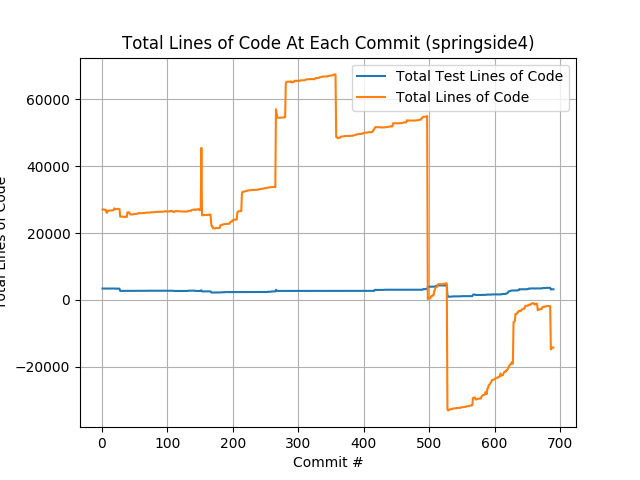 Total Lines of Code At Each Commit (springside4)
Total Test Lines of Code
Total Lines of Code
60000
40000
20000
0
−20000
Total Lines of Code
0 100 200 300 400 500 600 700
Commit #